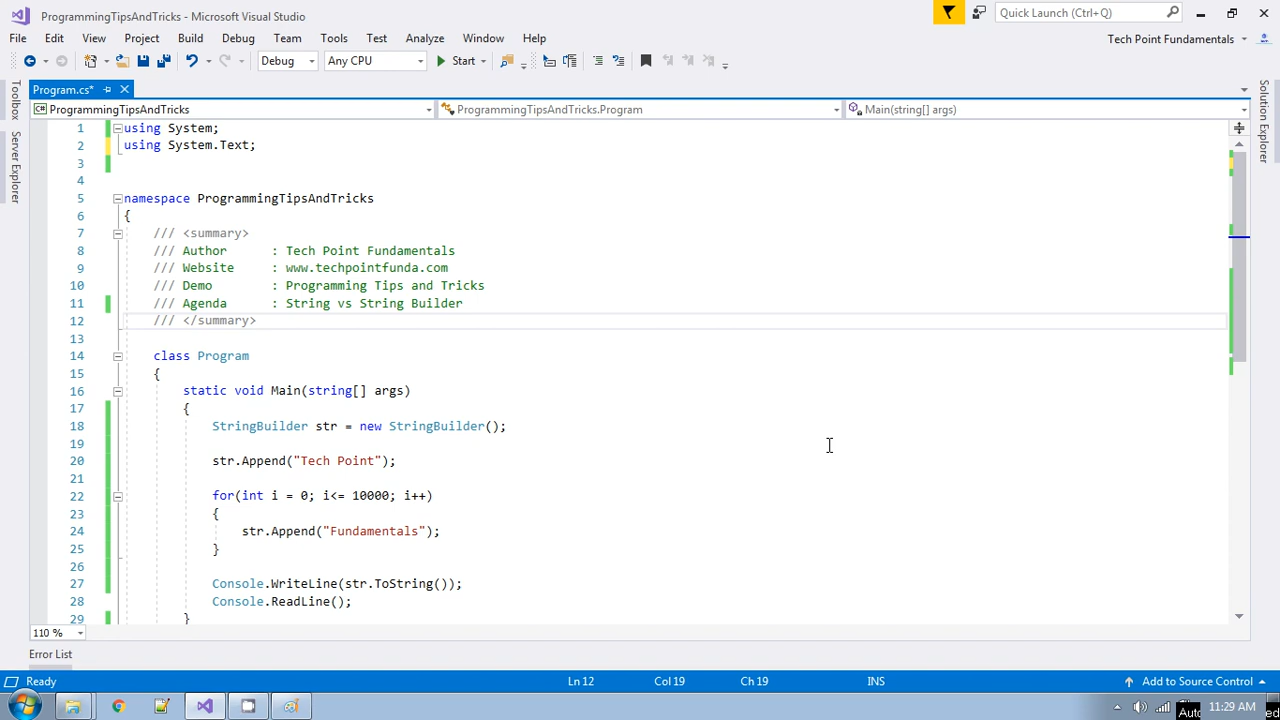 ProgrammingTipsAndTricks - Microsoft Visual Studio
Quick Launch (Ctrl+Q)
File Edit View Project Build Debug Team Tools Test Analyze Window Help
Tech Point Fundamentals
Debug Any CPU Start
Program.cs*
ProgrammingTipsAndTricks ProgrammingTipsAndTricks.Program Main(string[] args)
Toolbox
Server Explorer
Solution Explorer
1 using System;
2 using System.Text;
3
4
5 namespace ProgrammingTipsAndTricks
6 {
7 /// <summary>
8 /// Author : Tech Point Fundamentals
9 /// Website : www.techpointfunda.com
10 /// Demo : Programming Tips and Tricks
11 /// Agenda : String vs String Builder
12 /// </summary>
13
14 class Program
15 {
16 static void Main(string[] args)
17 {
18 StringBuilder str = new StringBuilder();
19
20 str.Append("Tech Point");
21
22 for(int i = 0; i<= 10000; i++)
23 {
24 str.Append("Fundamentals");
25 }
26
27 Console.WriteLine(str.ToString());
28 Console.ReadLine();
29 }
110 %
Error List
Ready Ln 12 Col 19 Ch 19 INS Add to Source Control
11:29 AM